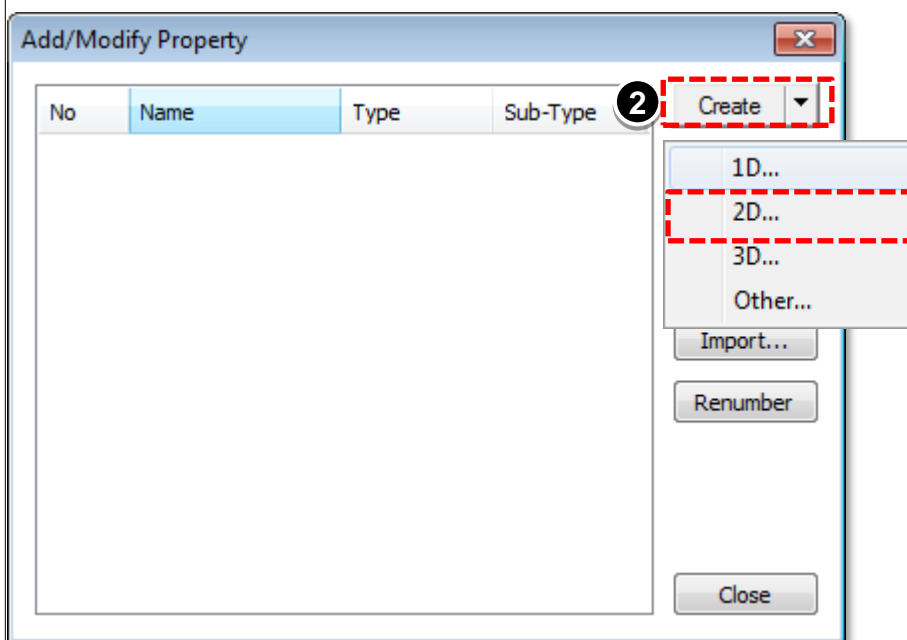 Add/Modify Property
No Name Type Sub-Type 2 Create
1D...
2D...
3D...
Other...
Import...
Renumber
Close